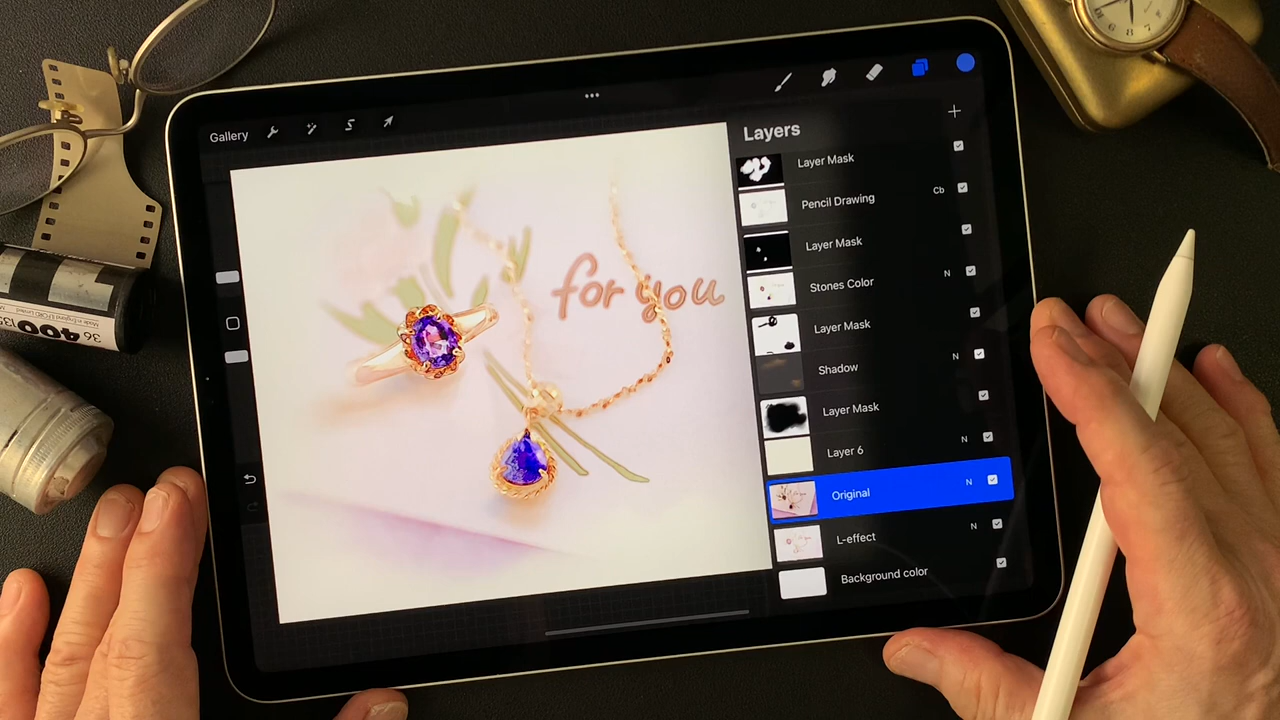 Gallery
for you
Layers
Layer Mask
Pencil Drawing Cb
Layer Mask
Stones Color N
Layer Mask
Shadow N
Layer Mask
Layer 6 N
Original N
L-effect N
Background color
36
400